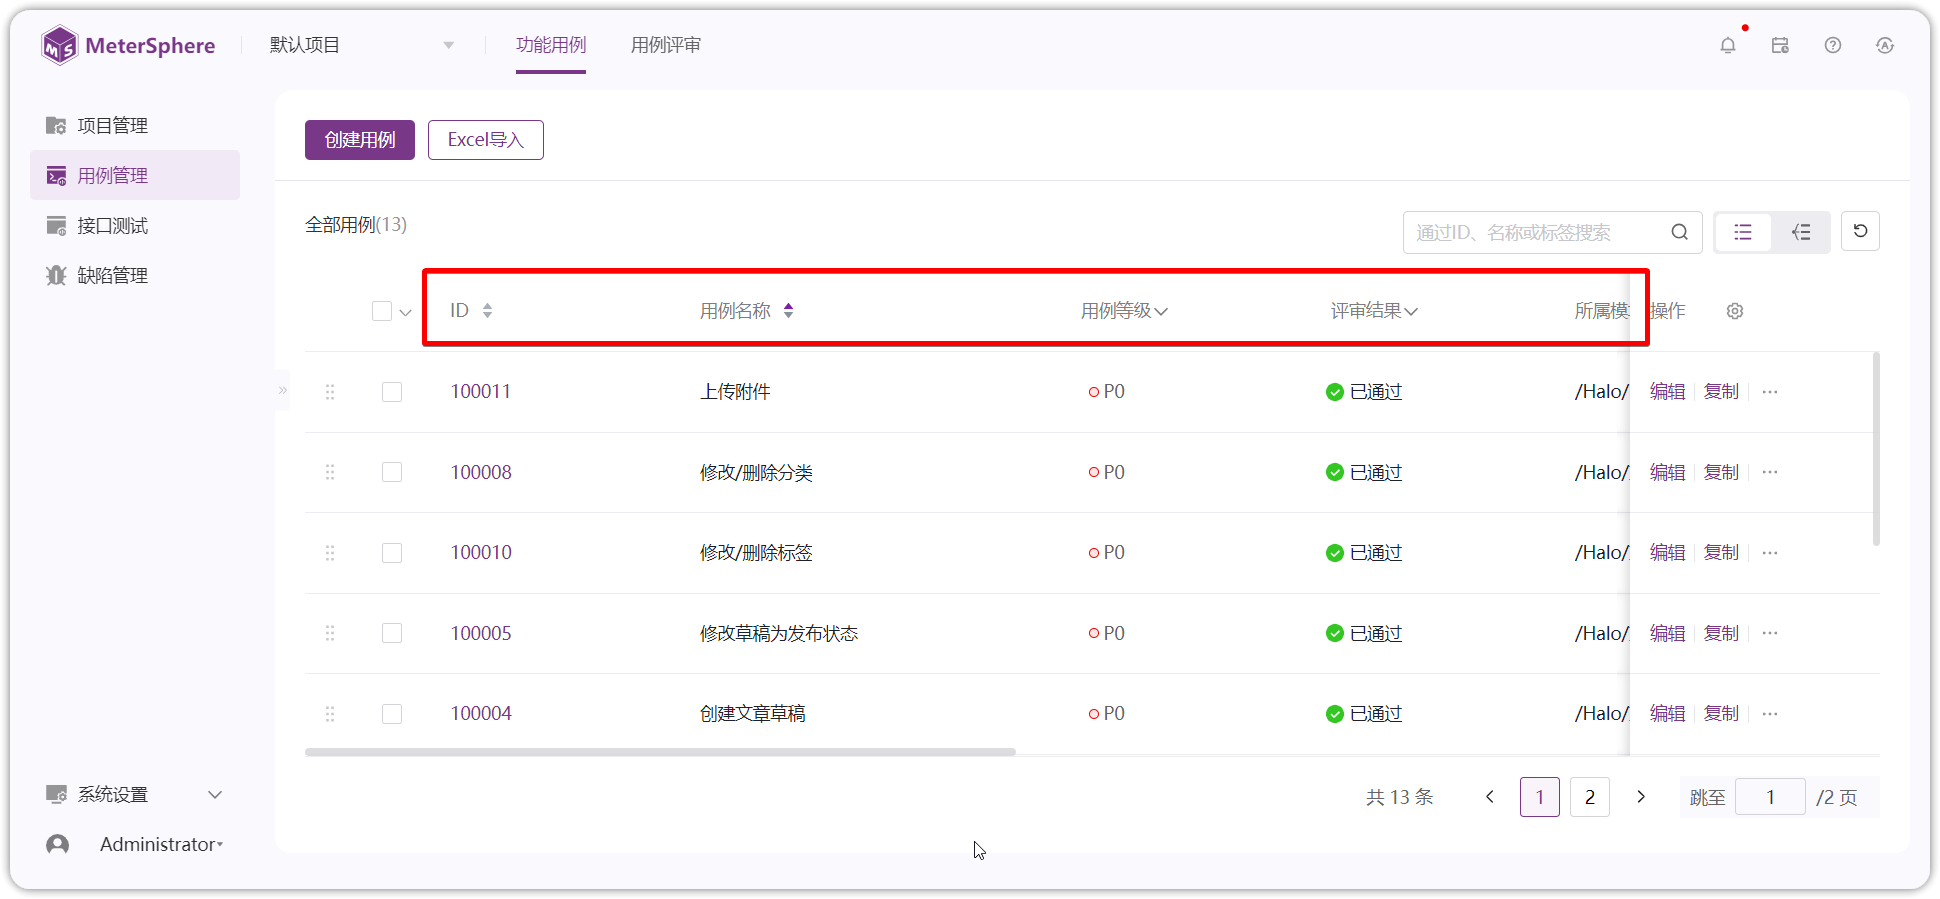 MeterSphere
默认项目
功能用例
用例评审
项目管理
用例管理
接口测试
缺陷管理
系统设置
Administrator
创建用例
Excel导入
全部用例(13)
通过ID、名称或标签搜索
ID
用例名称
用例等级
评审结果
所属模
操作
100011
上传附件
P0
已通过
/Halo/
编辑
复制
100008
修改/删除分类
P0
已通过
/Halo/
编辑
复制
100010
修改/删除标签
P0
已通过
/Halo/
编辑
复制
100005
修改草稿为发布状态
P0
已通过
/Halo/
编辑
复制
100004
创建文章草稿
P0
已通过
/Halo/
编辑
复制
共 13 条
1
2
跳至
1
/2 页